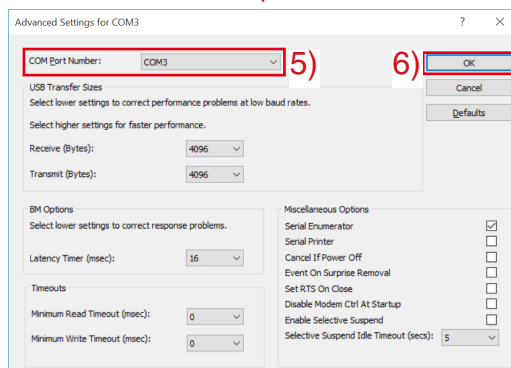 Advanced Settings for COM3 ? ×
COM Port Number: COM3 5) 6) OK
Cancel
Defaults
USB Transfer Sizes
Select lower settings to correct performance problems at low baud rates.
Select higher settings for faster performance.
Receive (Bytes): 4096
Transmit (Bytes): 4096
BM Options
Select lower settings to correct response problems.
Latency Timer (msec): 16
Timeouts
Minimum Read Timeout (msec): 0
Minimum Write Timeout (msec): 0
Miscellaneous Options
Serial Enumerator
Serial Printer
Cancel If Power Off
Event On Surprise Removal
Set RTS On Close
Disable Modem Ctrl At Startup
Enable Selective Suspend
Selective Suspend Idle Timeout (secs): 5